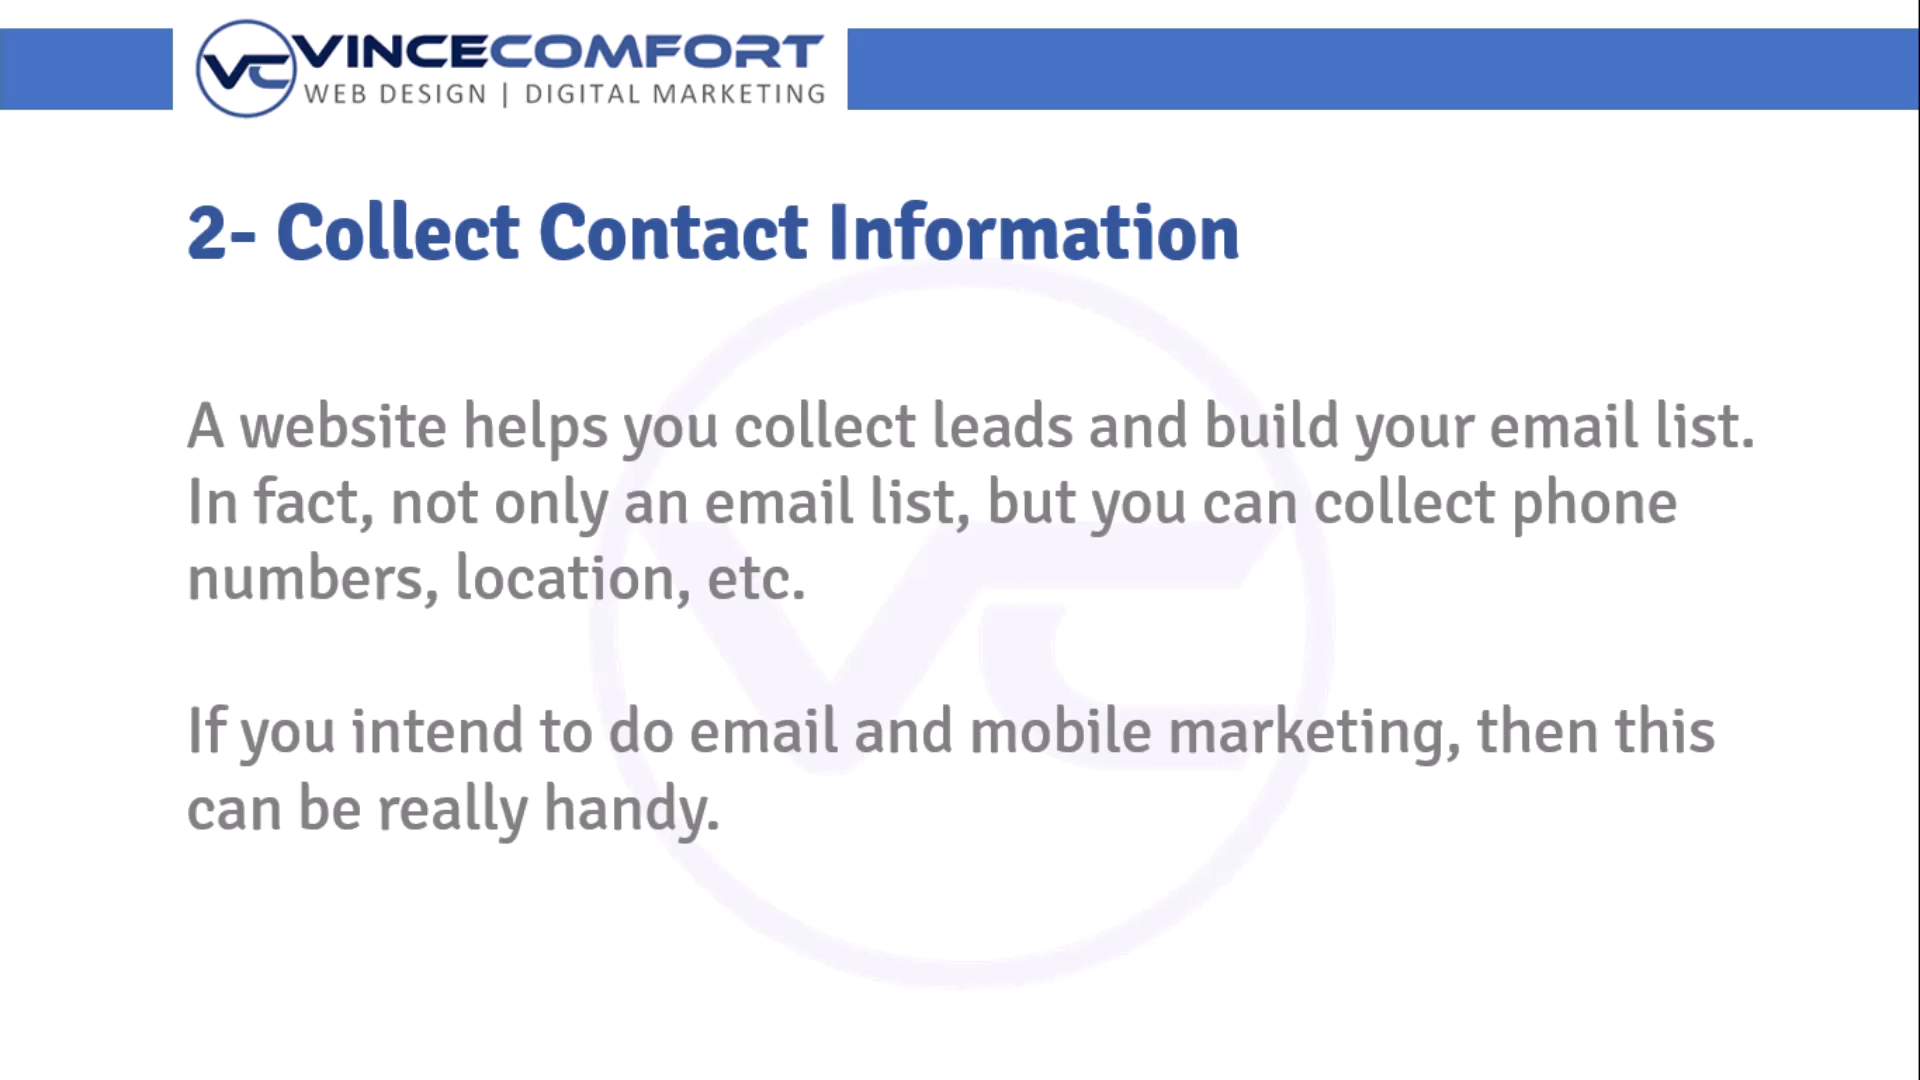 VC VINCECOMFORT
WEB DESIGN | DIGITAL MARKETING
2- Collect Contact Information
A website helps you collect leads and build your email list.
In fact, not only an email list, but you can collect phone
numbers, location, etc.
If you intend to do email and mobile marketing, then this
can be really handy.
VC